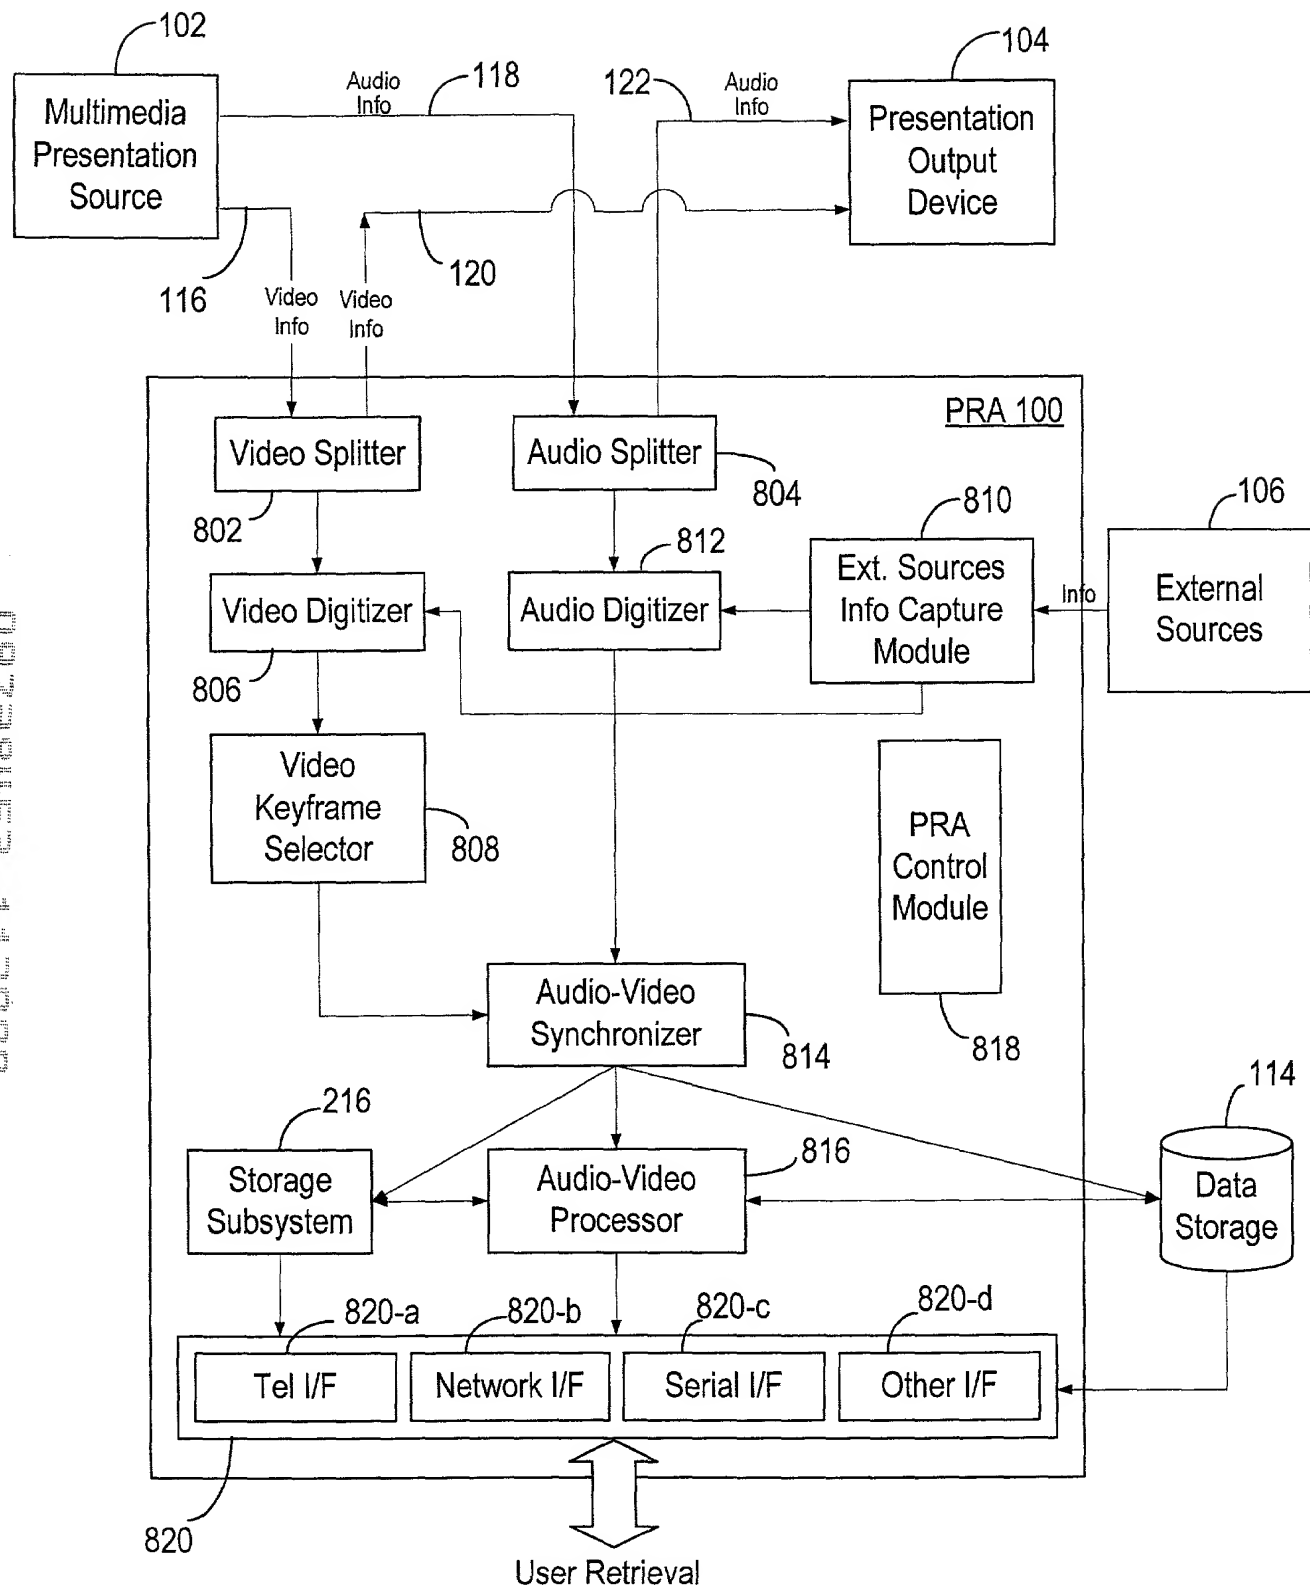 102
118
122
104
Audio
Info
Audio
Info
Multimedia
Presentation
Source
Presentation
Output
Device
116
120
Video
Info
Video
Info
PRA 100
Video Splitter
Audio Splitter
802
804
810
106
812
Video Digitizer
Audio Digitizer
Ext. Sources
Info Capture
Module
Info
External
Sources
806
Video
Keyframe
Selector
808
PRA
Control
Module
Audio-Video
Synchronizer
814
818
114
216
816
Storage
Subsystem
Audio-Video
Processor
Data
Storage
820-a
820-b
820-c
820-d
Tel I/F
Network I/F
Serial I/F
Other I/F
820
User Retrieval